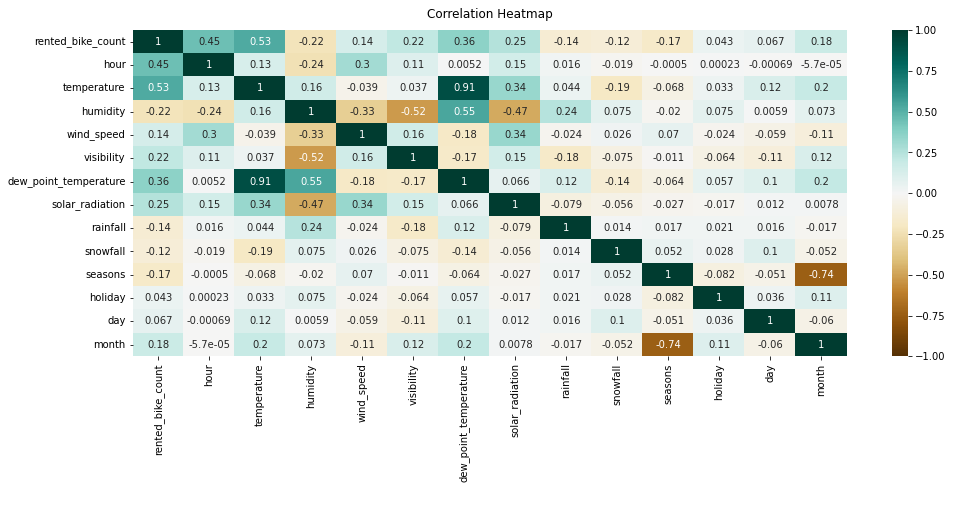 Correlation Heatmap
rented_bike_count 1 0.45 0.53 -0.22 0.14 0.22 0.36 0.25 -0.14 -0.12 -0.17 0.043 0.067 0.18
hour 0.45 1 0.13 -0.24 0.3 0.11 0.0052 0.15 0.016 -0.019 -0.0005 0.00023 -0.00069 -5.7e-05
temperature 0.53 0.13 1 0.16 -0.039 0.037 0.91 0.34 0.044 -0.19 -0.068 0.033 0.12 0.2
humidity -0.22 -0.24 0.16 1 -0.33 -0.52 0.55 -0.47 0.24 0.075 -0.02 0.075 0.0059 0.073
wind_speed 0.14 0.3 -0.039 -0.33 1 0.16 -0.18 0.34 -0.024 0.026 0.07 -0.024 -0.059 -0.11
visibility 0.22 0.11 0.037 -0.52 0.16 1 -0.17 0.15 -0.18 -0.075 -0.011 -0.064 -0.11 0.12
dew_point_temperature 0.36 0.0052 0.91 0.55 -0.18 -0.17 1 0.066 0.12 -0.14 -0.064 0.057 0.1 0.2
solar_radiation 0.25 0.15 0.34 -0.47 0.34 0.15 0.066 1 -0.079 -0.056 -0.027 -0.017 0.012 0.0078
rainfall -0.14 0.016 0.044 0.24 -0.024 -0.18 0.12 -0.079 1 0.014 0.017 0.021 0.016 -0.017
snowfall -0.12 -0.019 -0.19 0.075 0.026 -0.075 -0.14 -0.056 0.014 1 0.052 0.028 0.1 -0.052
seasons -0.17 -0.0005 -0.068 -0.02 0.07 -0.011 -0.064 -0.027 0.017 0.052 1 -0.082 -0.051 -0.74
holiday 0.043 0.00023 0.033 0.075 -0.024 -0.064 0.057 -0.017 0.021 0.028 -0.082 1 0.036 0.11
day 0.067 -0.00069 0.12 0.0059 -0.059 -0.11 0.1 0.012 0.016 0.1 -0.051 0.036 1 -0.06
month 0.18 -5.7e-05 0.2 0.073 -0.11 0.12 0.2 0.0078 -0.017 -0.052 -0.74 0.11 -0.06 1
rented_bike_count
hour
temperature
humidity
wind_speed
visibility
dew_point_temperature
solar_radiation
rainfall
snowfall
seasons
holiday
day
month
1.00
0.75
0.50
0.25
0.00
−0.25
−0.50
−0.75
−1.00